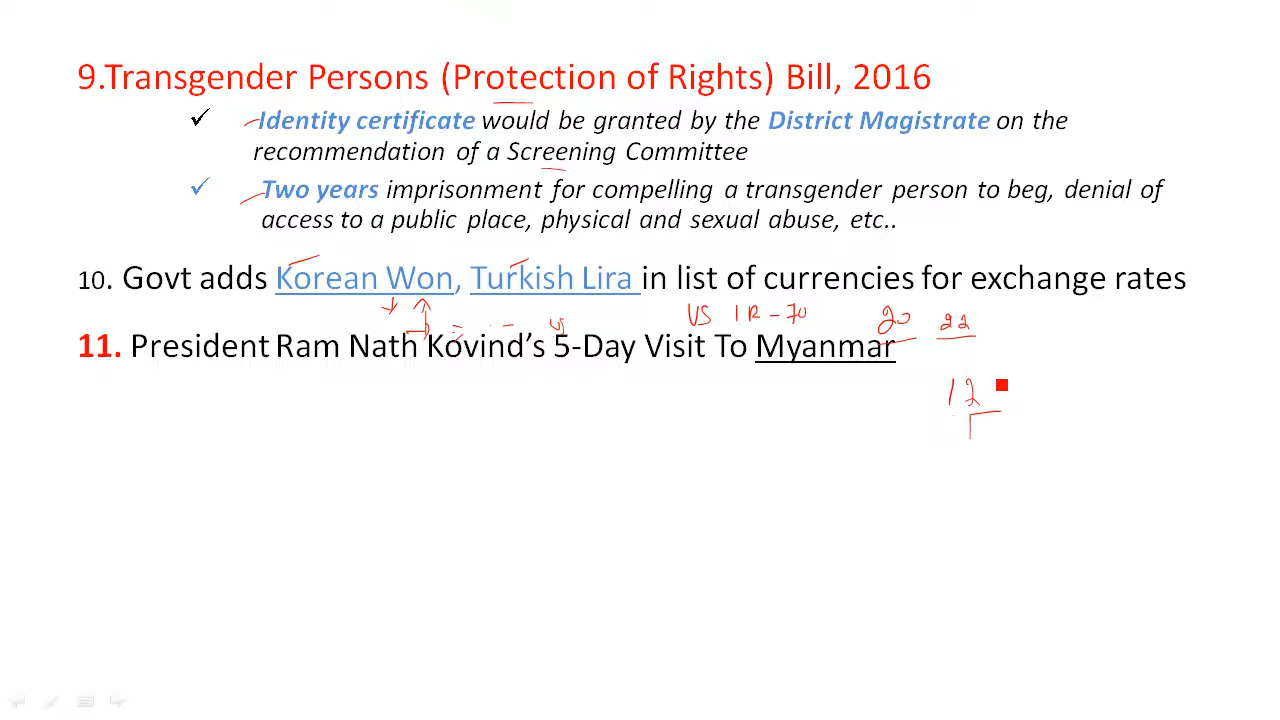 9.Transgender Persons (Protection of Rights) Bill, 2016
✓ Identity certificate would be granted by the District Magistrate on the
recommendation of a Screening Committee
✓ Two years imprisonment for compelling a transgender person to beg, denial of
access to a public place, physical and sexual abuse, etc..
10. Govt adds Korean Won, Turkish Lira in list of currencies for exchange rates
US 1 R - 70 20 22
11. President Ram Nath Kovind's 5-Day Visit To Myanmar
12